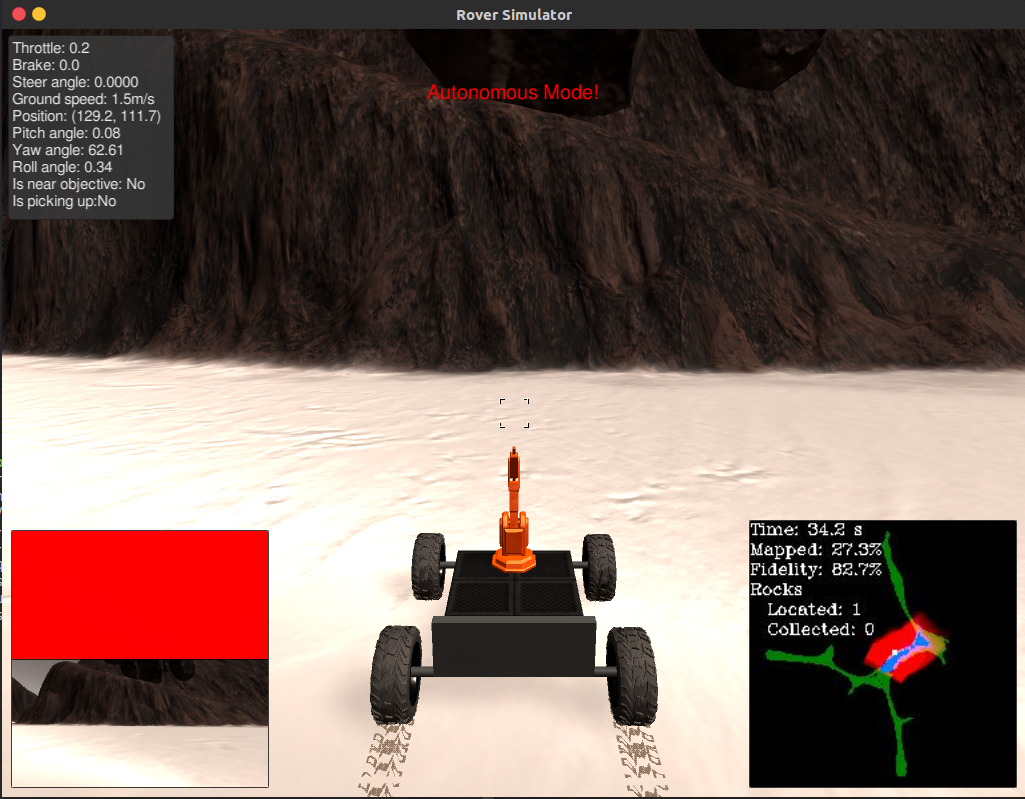 Rover Simulator
Throttle: 0.2
Brake: 0.0
Steer angle: 0.0000
Ground speed: 1.5m/s
Position: (129.2, 111.7)
Pitch angle: 0.08
Yaw angle: 62.61
Roll angle: 0.34
Is near objective: No
Is picking up:No
Autonomous Mode!
Time: 34.2 s
Mapped: 27.3%
Fidelity: 82.7%
Rocks
Located: 1
Collected: 0